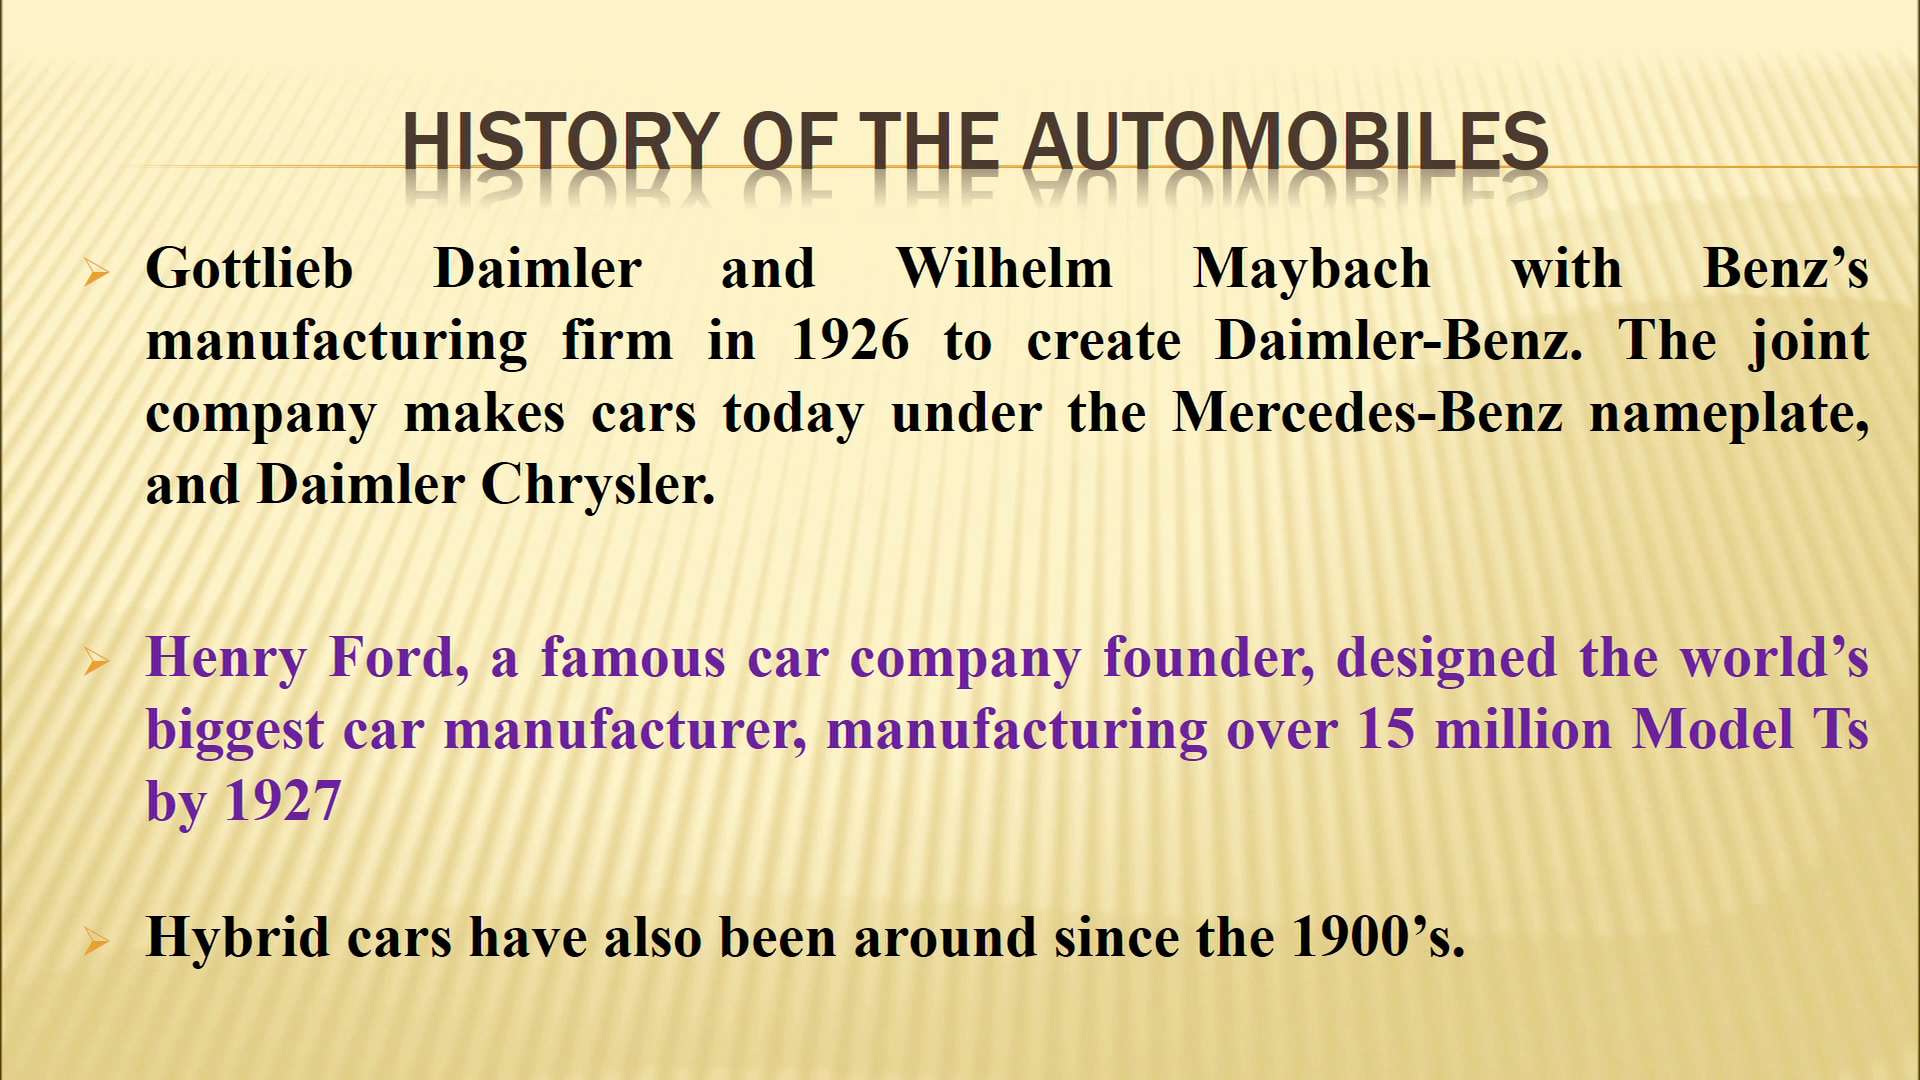 HISTORY OF THE AUTOMOBILES
Gottlieb Daimler and Wilhelm Maybach with Benz’s
manufacturing firm in 1926 to create Daimler-Benz. The joint
company makes cars today under the Mercedes-Benz nameplate,
and Daimler Chrysler.
Henry Ford, a famous car company founder, designed the world’s
biggest car manufacturer, manufacturing over 15 million Model Ts
by 1927
Hybrid cars have also been around since the 1900’s.